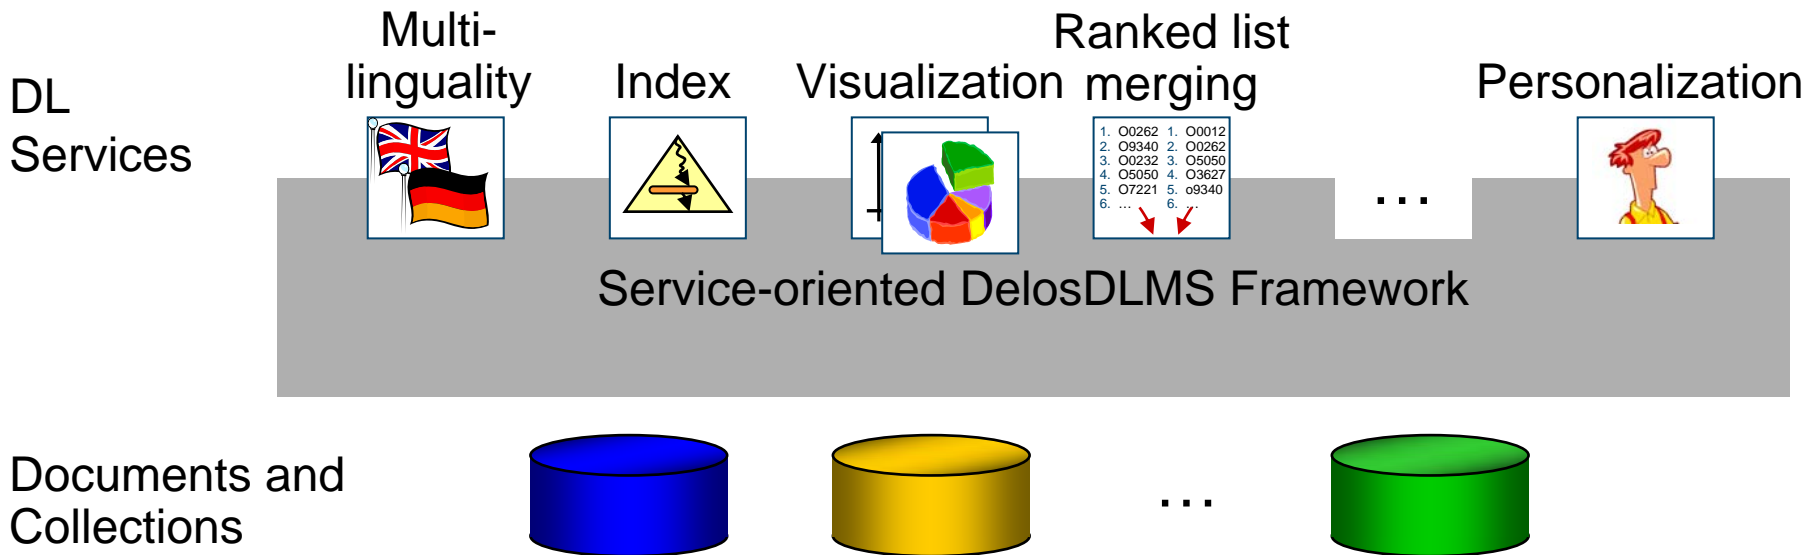 DL
Services
Multi-
linguality
Index
Visualization
Ranked list
merging
Personalization
1. O0262 1. O0012
2. O9340 2. O0262
3. O0232 3. O5050
4. O5050 4. O3627
5. O7221 5. o9340
6. ... 6. ...
...
Service-oriented DelosDLMS Framework
Documents and
Collections
...